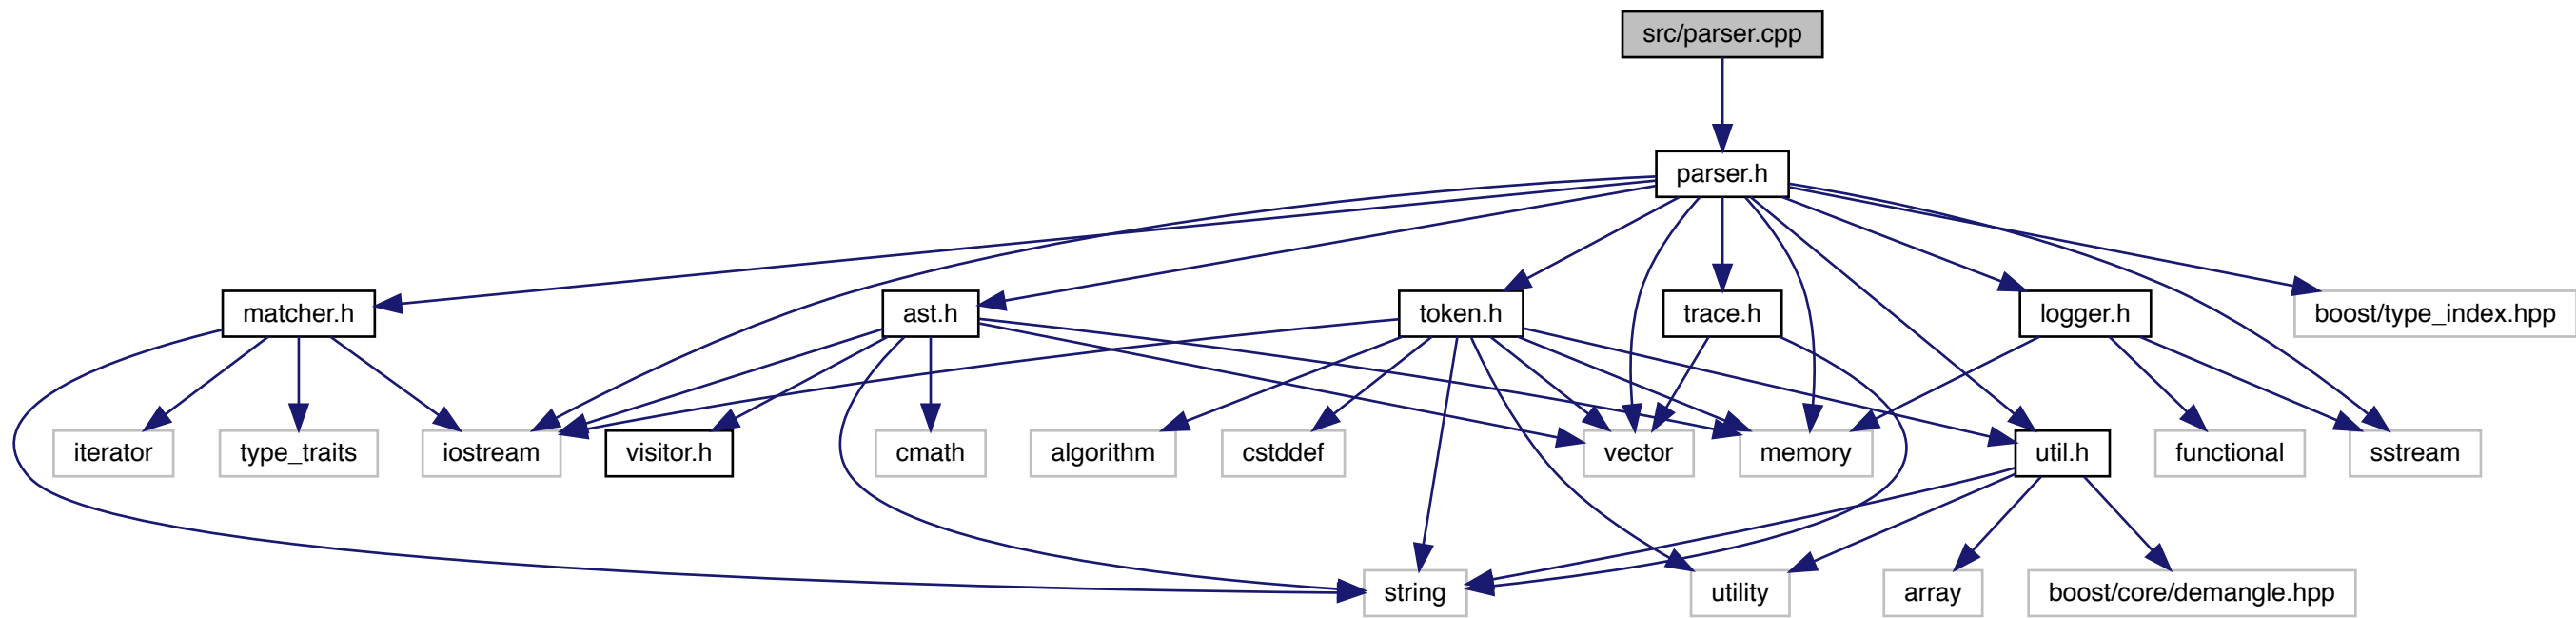 src/parser.cpp
parser.h
matcher.h
ast.h
token.h
trace.h
logger.h
boost/type_index.hpp
iterator
type_traits
iostream
visitor.h
cmath
algorithm
cstddef
vector
memory
util.h
functional
sstream
string
utility
array
boost/core/demangle.hpp